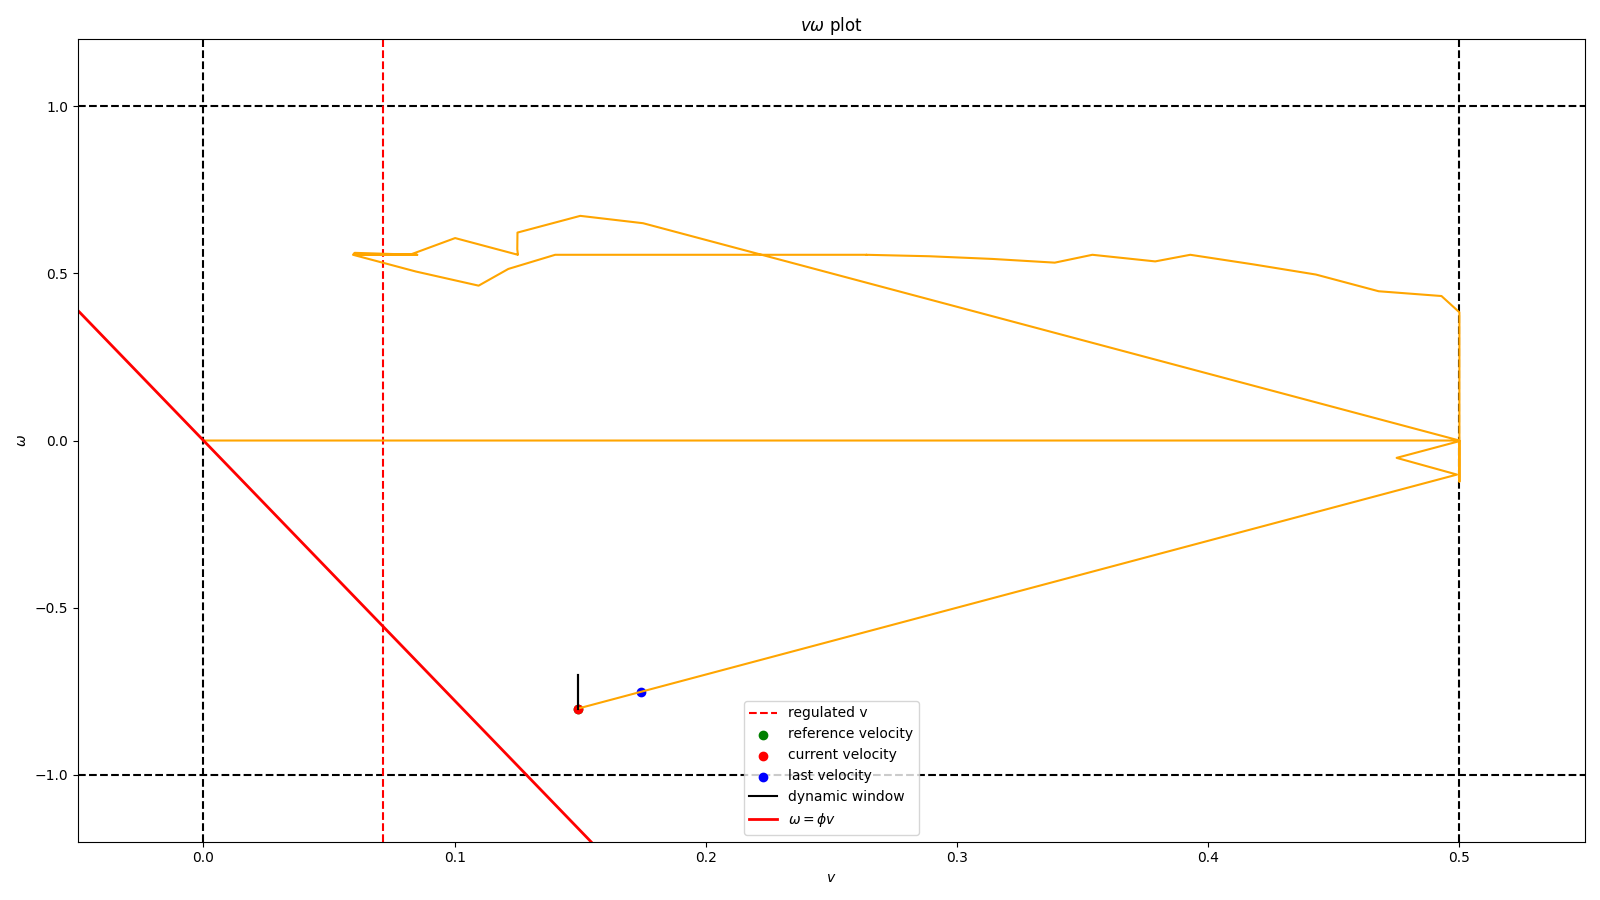 vω plot
1.0
0.5
0.0
−0.5
−1.0
ω
0.0 0.1 0.2 0.3 0.4 0.5
v
regulated v
reference velocity
current velocity
last velocity
dynamic window
ω = ϕv